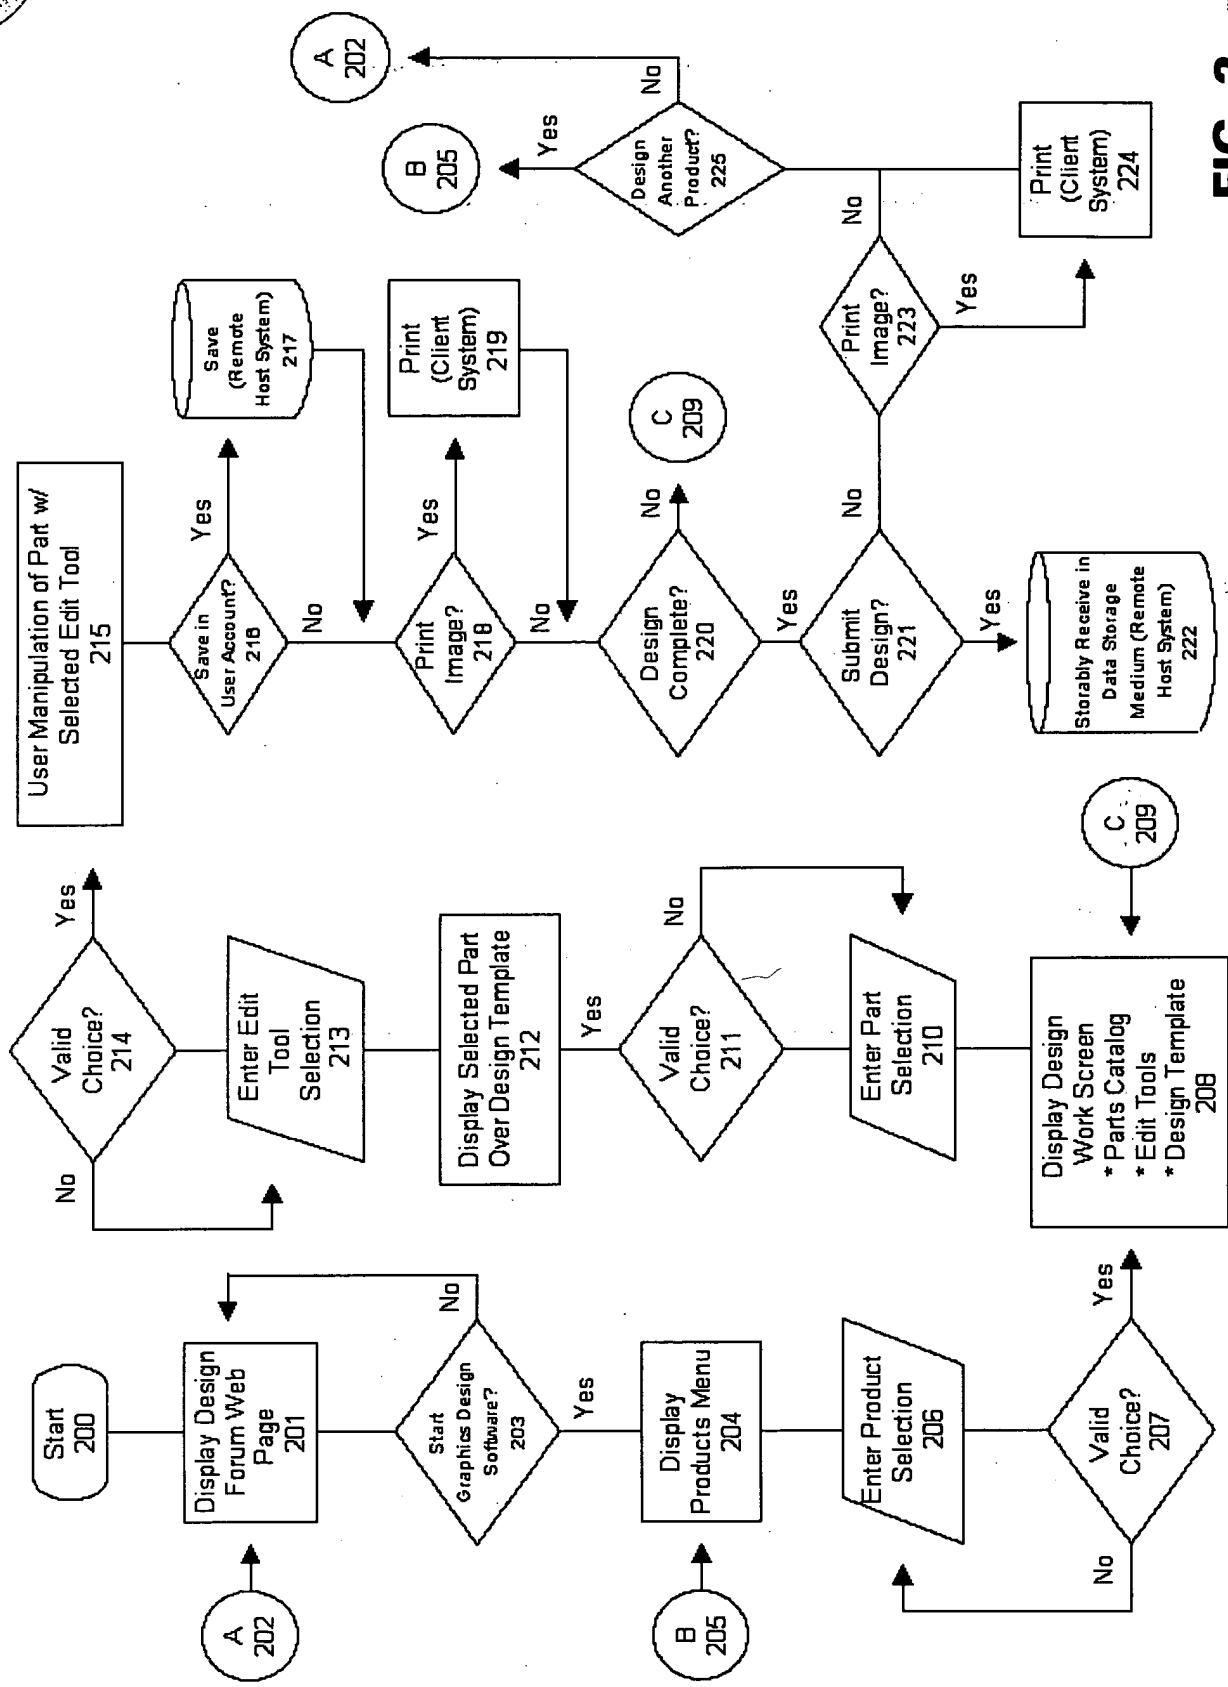 Start
200
Display Design
Forum Web
Page
201
A
202
Start
Graphics Design
Software?
203
No
Yes
Display
Products Menu
204
B
205
Enter Product
Selection
206
Valid
Choice?
207
No
Yes
Display Design
Work Screen
* Parts Catalog
* Edit Tools
* Design Template
208
C
209
Enter Part
Selection
210
Valid
Choice?
211
No
Yes
Display Selected Part
Over Design Template
212
Enter Edit
Tool
Selection
213
Valid
Choice?
214
No
Yes
User Manipulation of Part w/
Selected Edit Tool
215
Save in
User Account?
216
Yes
No
Save
(Remote
Host System)
217
Print
Image?
218
Yes
No
Print
(Client
System)
219
Design
Complete?
220
No
Yes
C
209
Submit
Design?
221
No
Yes
Storably Receive in
Data Storage
Medium (Remote
Host System)
222
Print
Image?
223
No
Yes
Print
(Client
System)
224
Design
Another
Product?
225
Yes
No
B
205
A
202